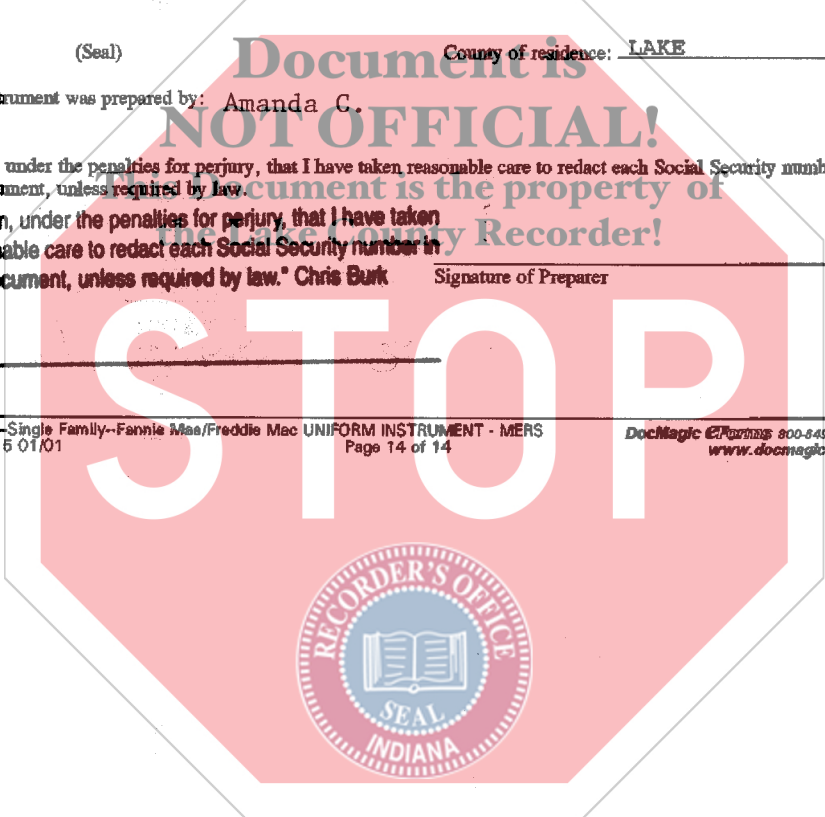 (Seal)
County of residence: LAKE
Document is
rument was prepared by: Amanda C.
NOT OFFICIAL!
under the penalties for perjury, that I have taken reasonable care to redact each Social Security numb
ument, unless required by law.
This Document is the property of
n, under the penalties for perjury, that I have taken
the Lake County Recorder!
able care to redact each Social Security number in
cument, unless required by law." Chris Burk
Signature of Preparer
STOP
-Single Family--Fannie Mae/Freddie Mac UNIFORM INSTRUMENT - MERS
DocMagic 800-649
5 01/01
Page 14 of 14
www.docmagic
RECORDER'S OFFICE
SEAL
INDIANA